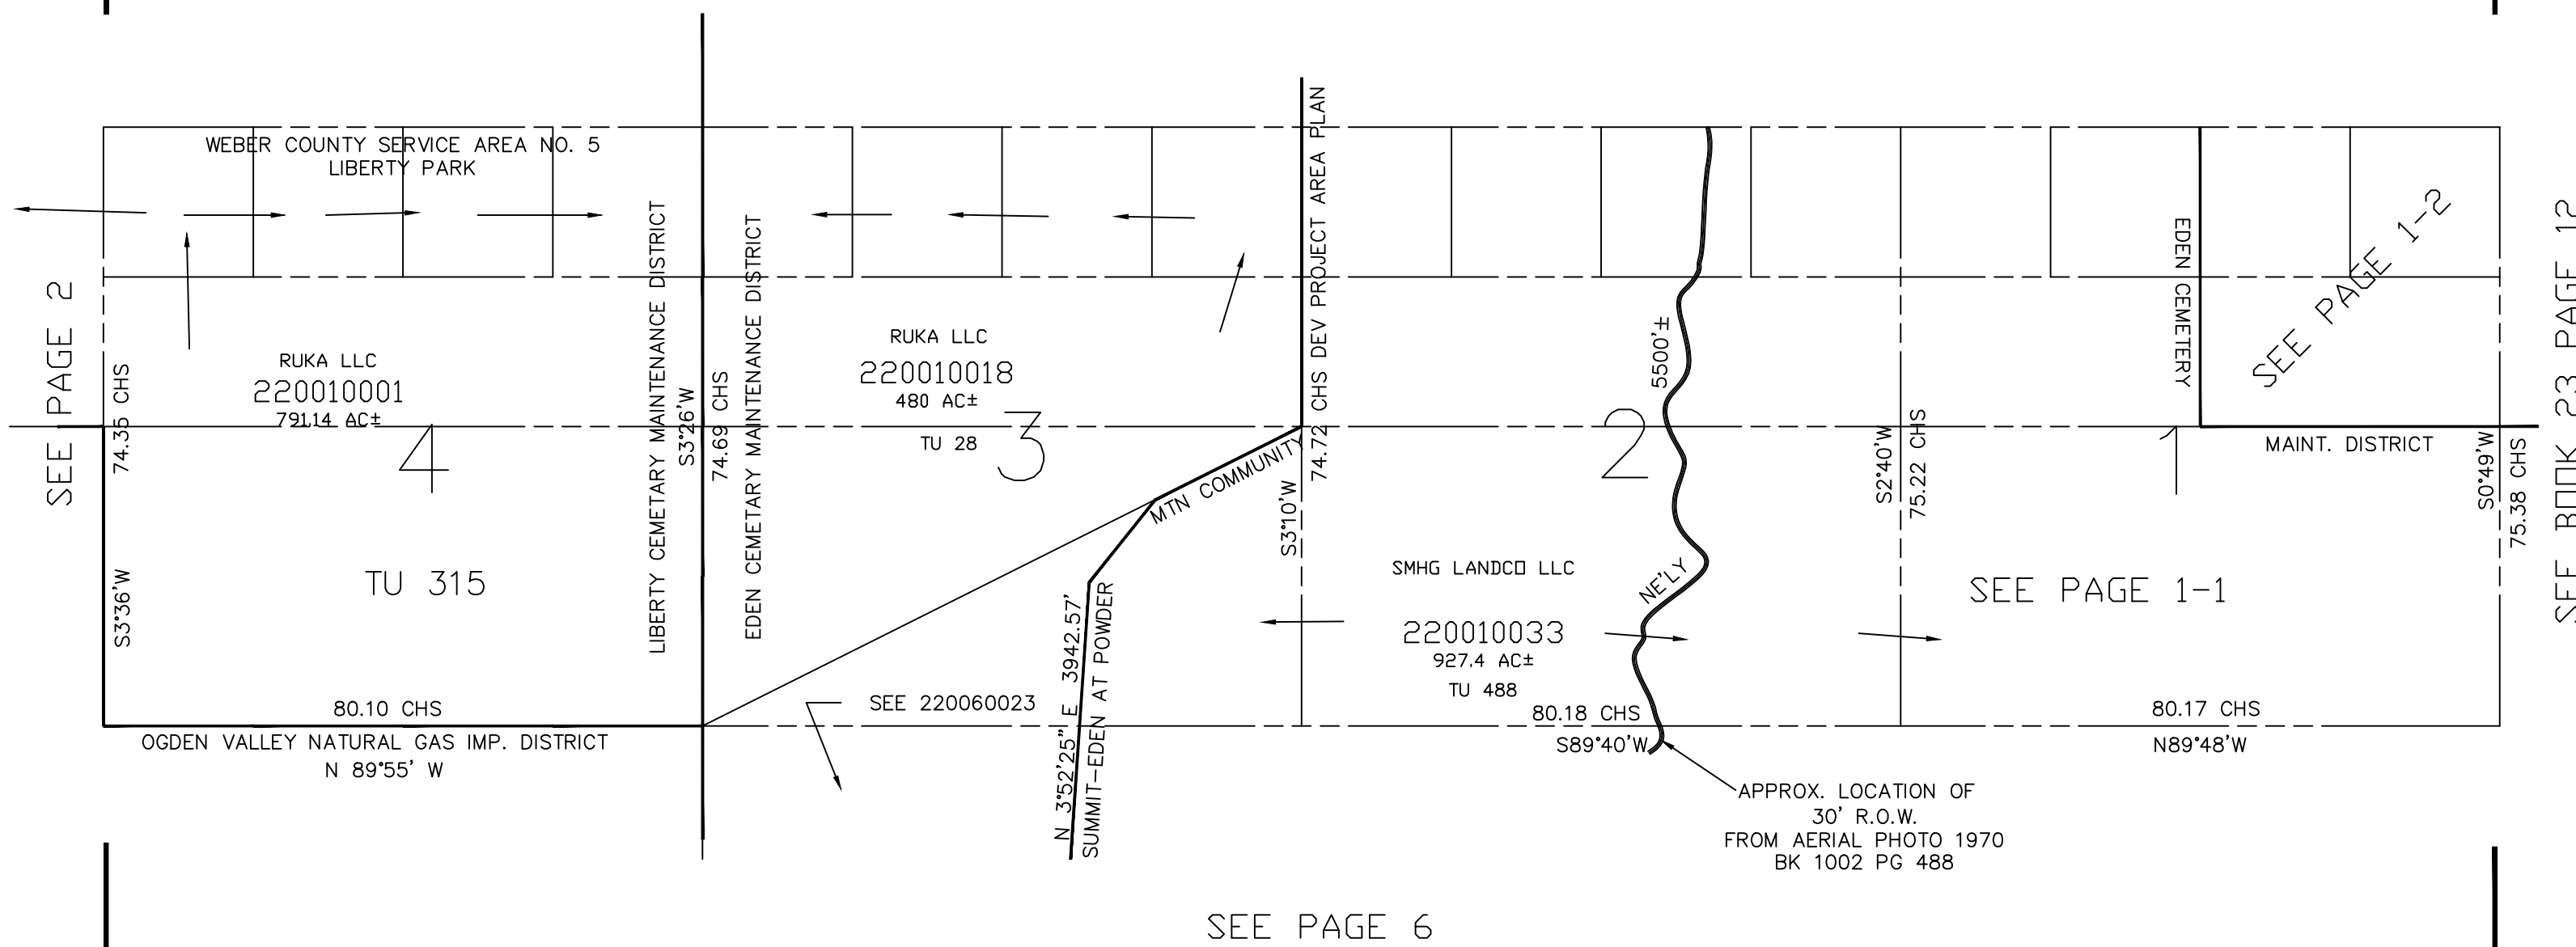 WEBER COUNTY SERVICE AREA NO. 5
LIBERTY PARK
SEE PAGE 2
74.35 CHS
S3°36'W
RUKA LLC
220010001
791.14 AC±
4
TU 315
80.10 CHS
OGDEN VALLEY NATURAL GAS IMP. DISTRICT
N 89°55' W
LIBERTY CEMETARY MAINTENANCE DISTRICT
S3°26'W
74.69 CHS
EDEN CEMETARY MAINTENANCE DISTRICT
RUKA LLC
220010018
480 AC±
TU 28
3
SEE 220060023
N 3°52'25" E 3942.57'
SUMMIT-EDEN AT POWDER
MTN COMMUNITY
DEV PROJECT AREA PLAN
74.72 CHS
S3°10'W
SMHG LANDCO LLC
220010033
927.4 AC±
TU 488
2
5500'±
NE'LY
80.18 CHS
S89°40'W
APPROX. LOCATION OF
30' R.O.W.
FROM AERIAL PHOTO 1970
BK 1002 PG 488
S2°40'W
75.22 CHS
EDEN CEMETERY
MAINT. DISTRICT
1
SEE PAGE 1-2
SEE PAGE 1-1
80.17 CHS
N89°48'W
S0°49'W
75.38 CHS
SEE BOOK 23 PAGE 12
SEE PAGE 6